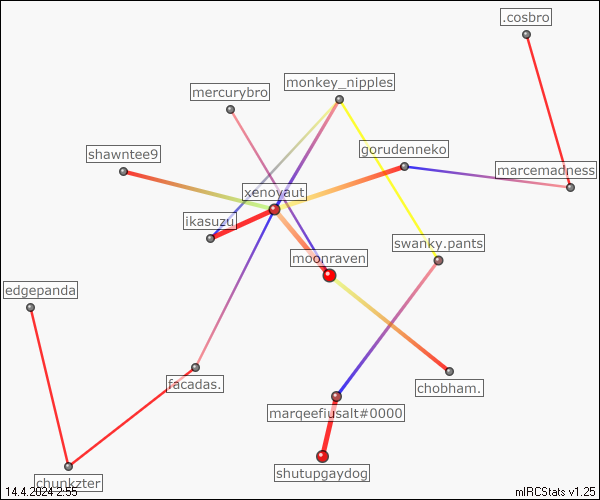 .cosbro
monkey_nipples
mercurybro
gorudenneko
shawntee9
marcemadness
xenoyaut
ikasuzu
swanky.pants
moonraven
edgepanda
facadas.
chobham.
marqeefiusalt#0000
shutupgaydog
chunkzter
14.4.2024 2:55
mIRCStats v1.25